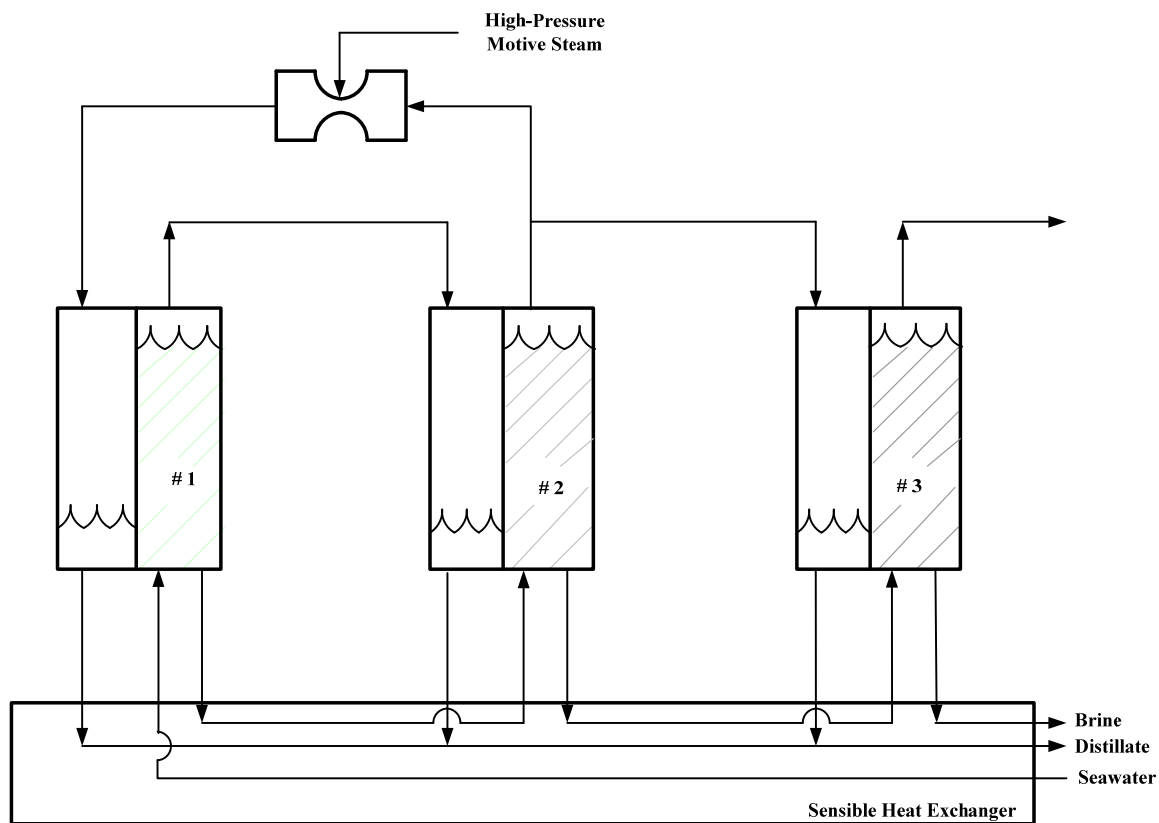 High-Pressure
Motive Steam
# 1
# 2
# 3
Brine
Distillate
Seawater
Sensible Heat Exchanger